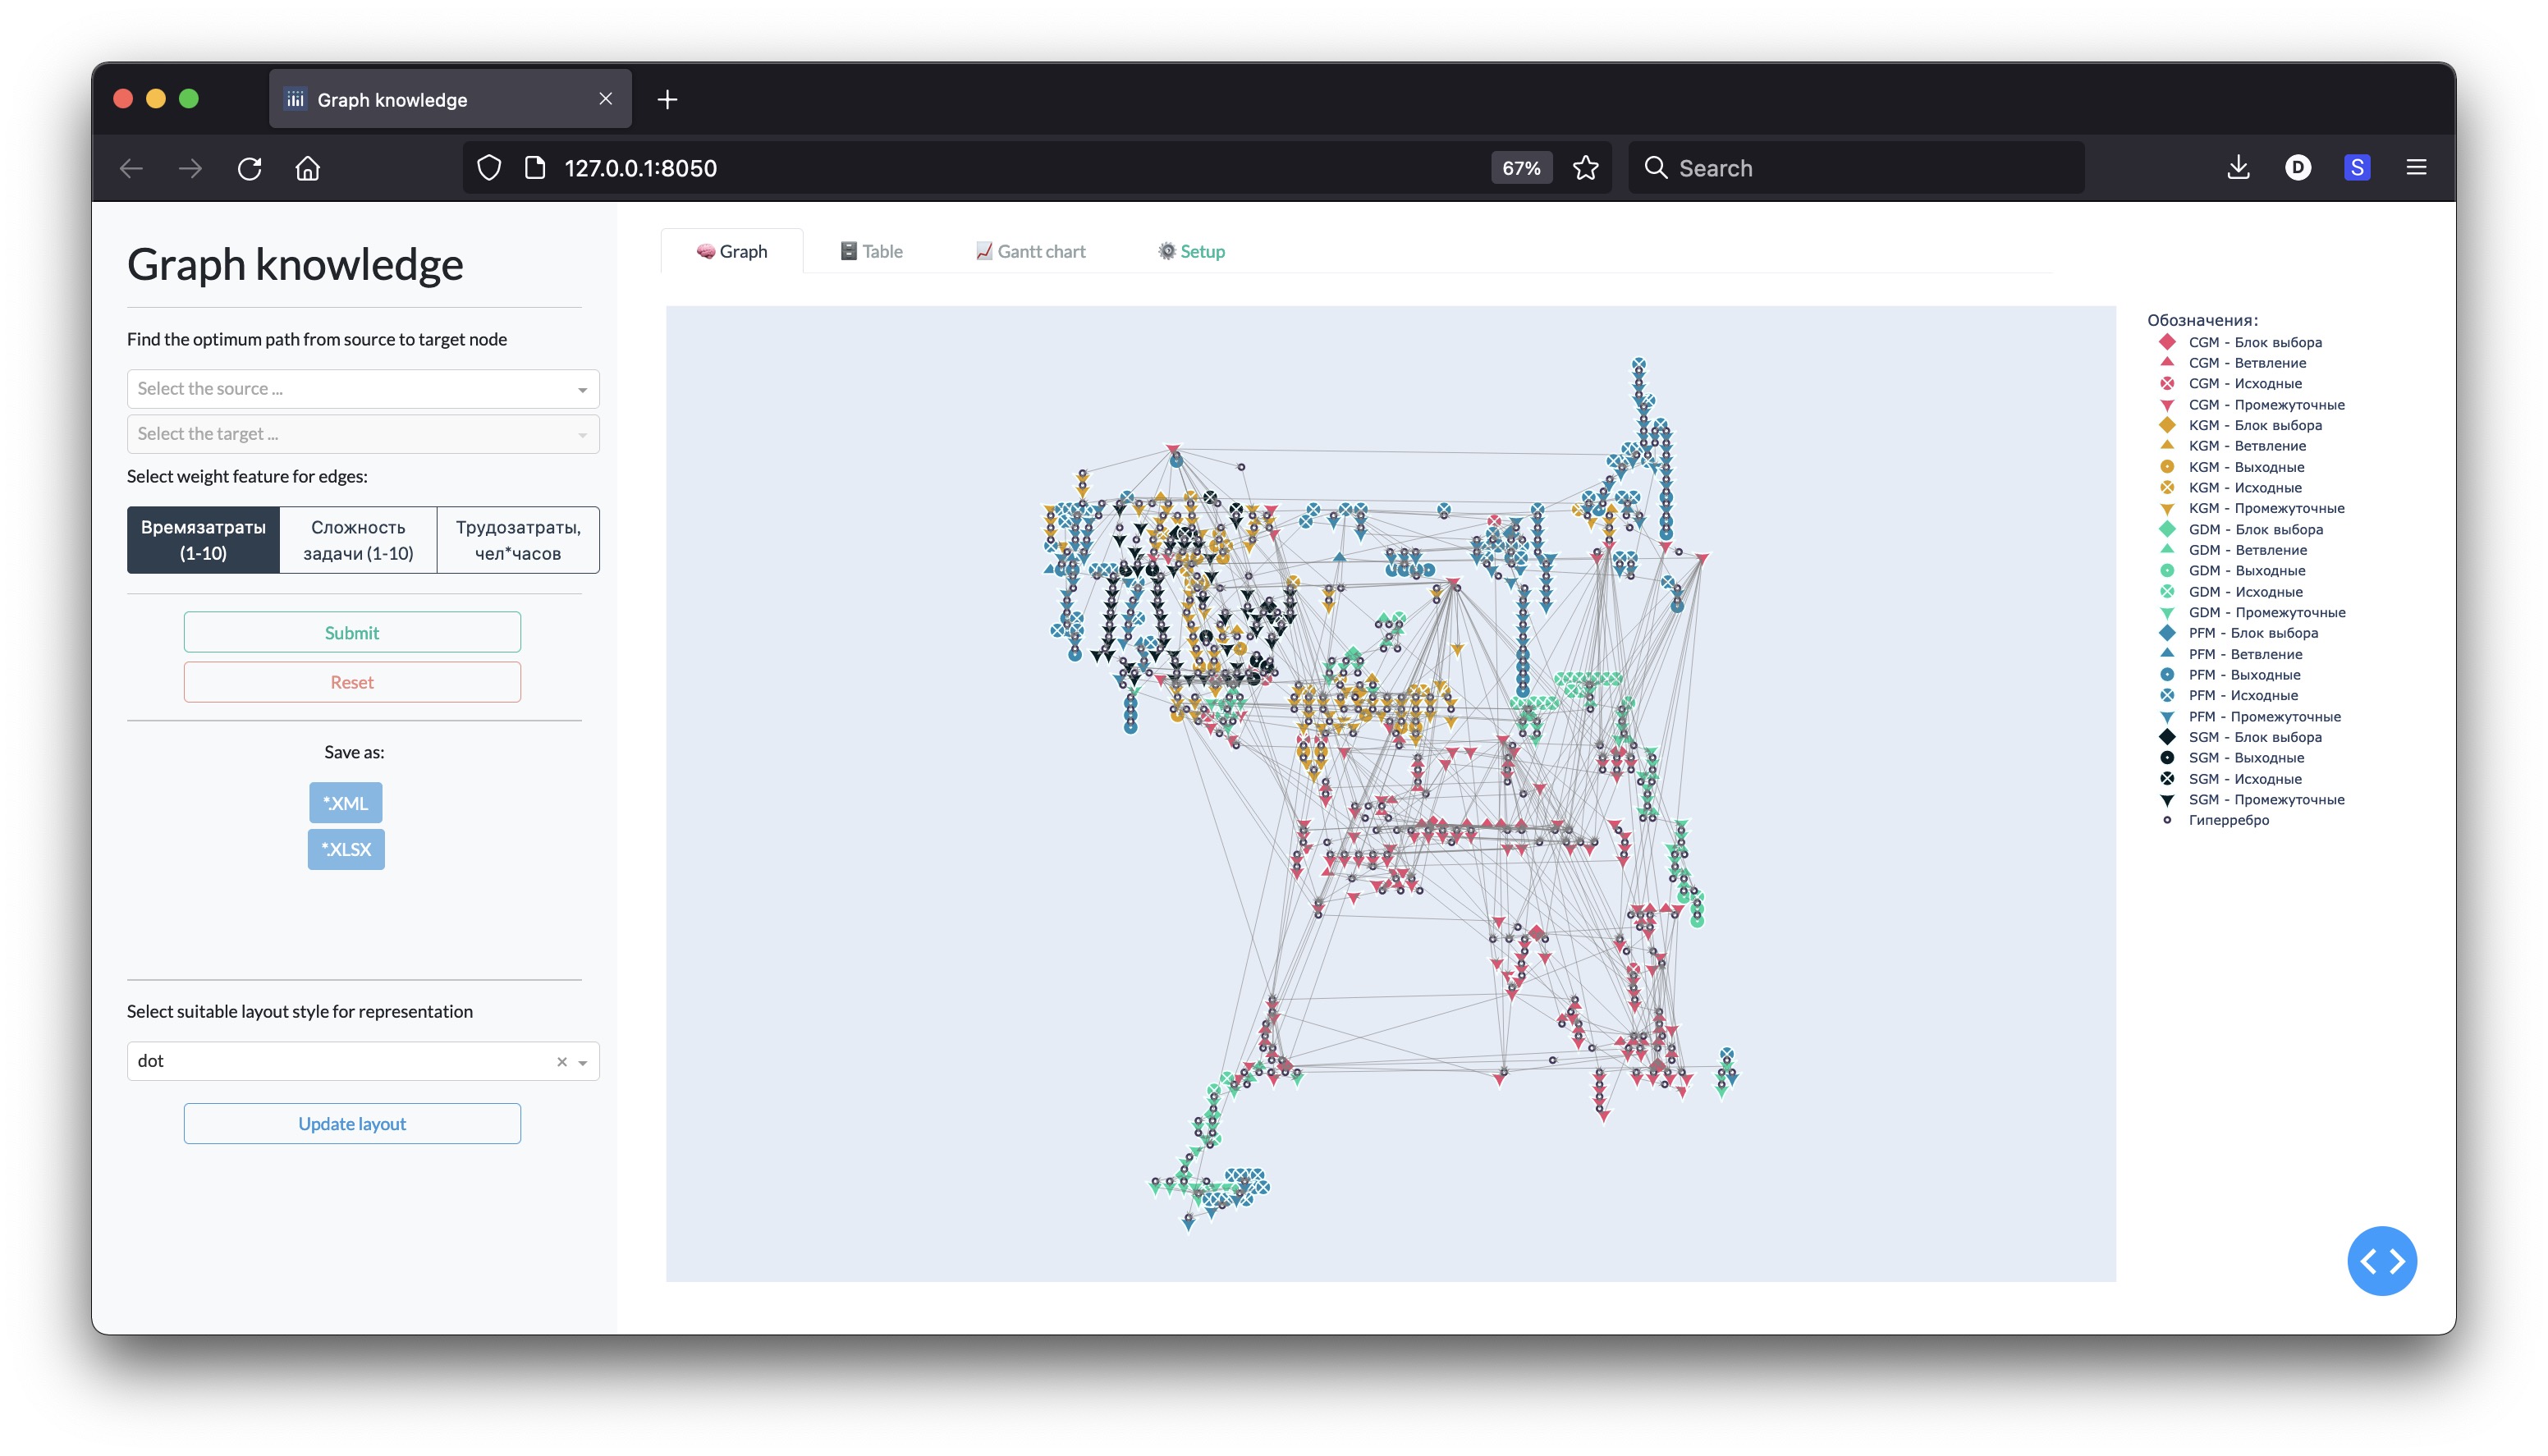 Graph knowledge
127.0.0.1:8050
67%
Search
D
S
Graph knowledge
Find the optimum path from source to target node
Select the source ...
Select the target ...
Select weight feature for edges:
Времязатраты
(1-10)
Сложность
задачи (1-10)
Трудозатраты,
чел*часов
Submit
Reset
Save as:
*.XML
*.XLSX
Select suitable layout style for representation
dot
Update layout
Graph
Table
Gantt chart
Setup
Обозначения:
CGM - Блок выбора
CGM - Ветвление
CGM - Исходные
CGM - Промежуточные
KGM - Блок выбора
KGM - Ветвление
KGM - Выходные
KGM - Исходные
KGM - Промежуточные
GDM - Блок выбора
GDM - Ветвление
GDM - Выходные
GDM - Исходные
GDM - Промежуточные
PFM - Блок выбора
PFM - Ветвление
PFM - Выходные
PFM - Исходные
PFM - Промежуточные
SGM - Блок выбора
SGM - Выходные
SGM - Исходные
SGM - Промежуточные
Гиперребро